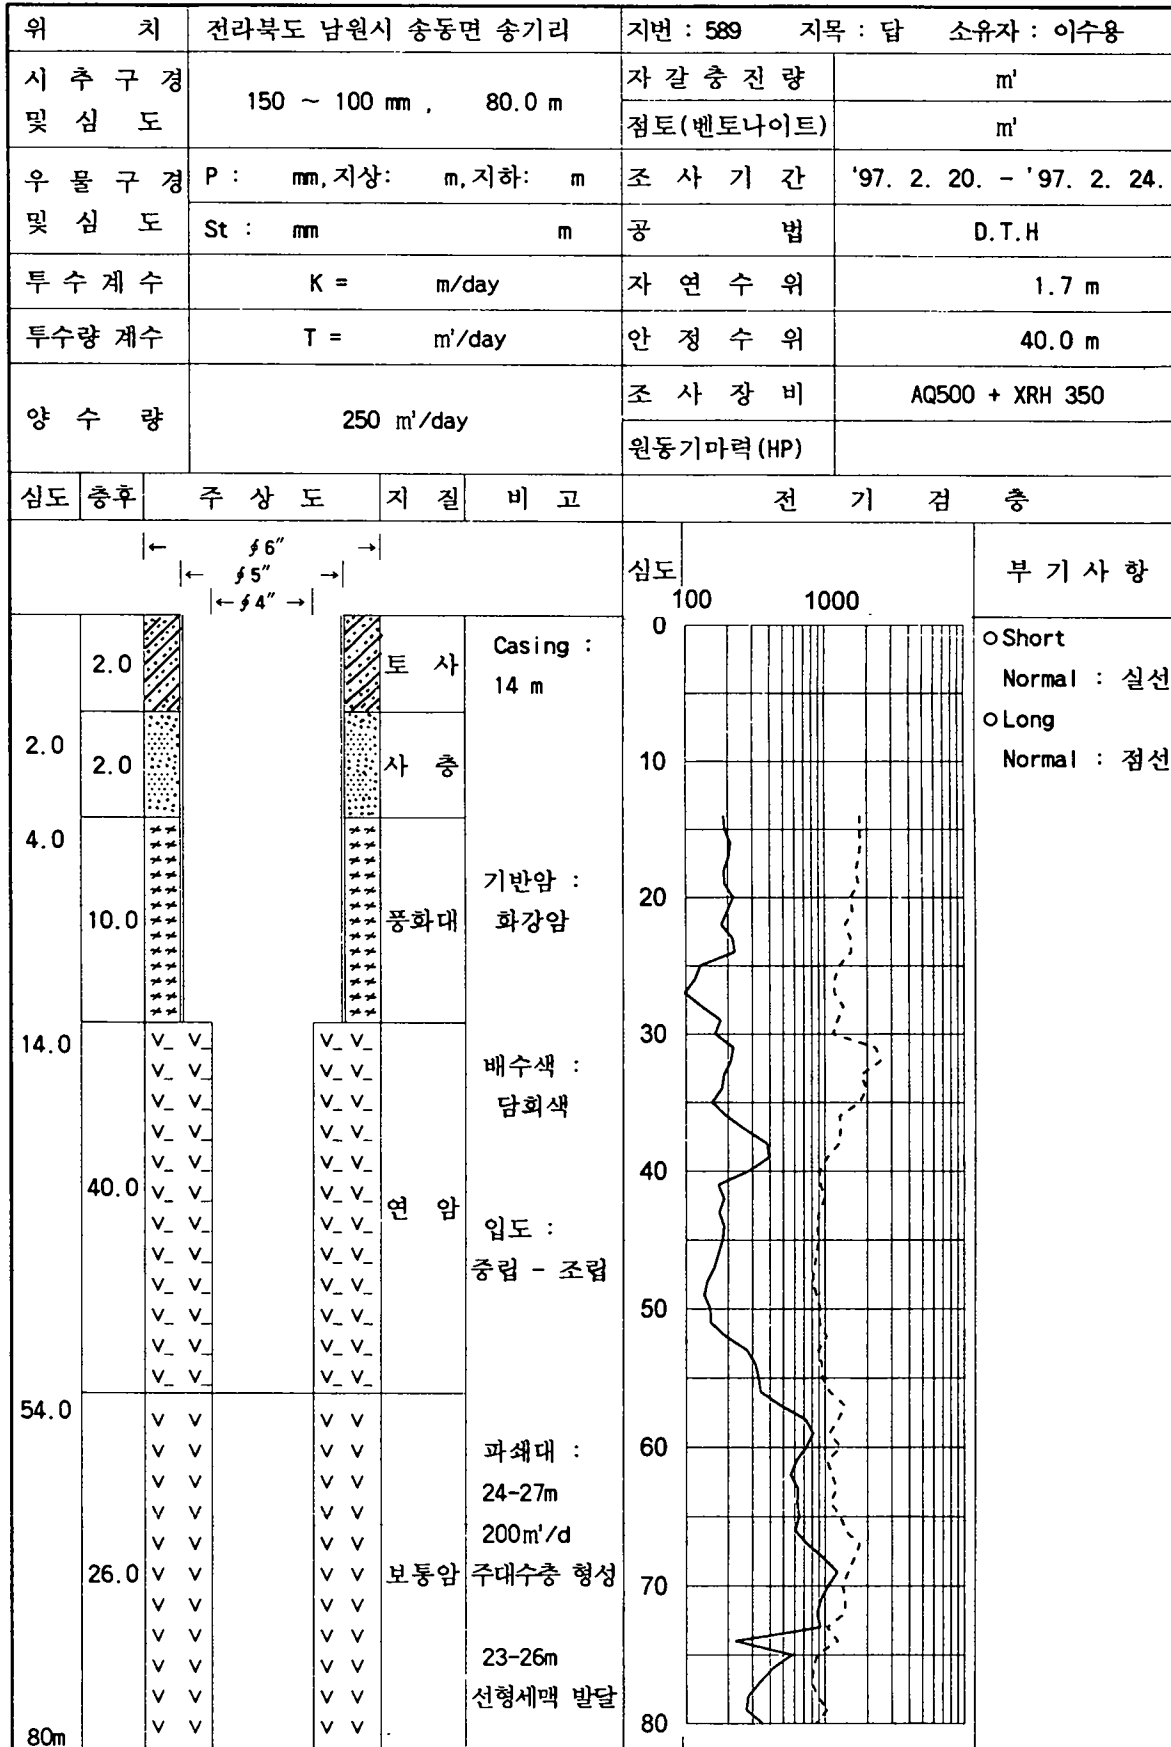 위 치 전라북도 남원시 송동면 송기리 지번 : 589 지목 : 답 소유자 : 이수용
시 추 구 경 및 심 도 150 ~ 100 mm , 80.0 m 자 갈 충 진 량 m'
점토(벤토나이트) m'
우 물 구 경 및 심 도 P : mm, 지상: m, 지하: m 조 사 기 간 '97. 2. 20. - '97. 2. 24.
St : mm m 공 법 D.T.H
투 수 계 수 K = m/day 자 연 수 위 1.7 m
투수량 계수 T = m'/day 안 정 수 위 40.0 m
양 수 량 250 m'/day 조 사 장 비 AQ500 + XRH 350
원동기마력(HP)
심도 층후 주 상 도 지 질 비 고 전 기 검 층
|← ∮6" →|
|← ∮5" →|
|←∮4" →|
심도 100 1000 부 기 사 항
0
2.0 토 사 Casing :
14 m
○ Short
Normal : 실선
○ Long
Normal : 점선
2.0
2.0 사 층
10
4.0
10.0 풍화대 기반암 :
화강암
20
14.0
30
배수색 :
담회색
40.0 연 암
40
입도 :
중립 - 조립
50
54.0
60
파쇄대 :
24-27m
200m'/d
26.0 보통암 주대수층 형성
70
23-26m
선형세맥 발달
80m
80